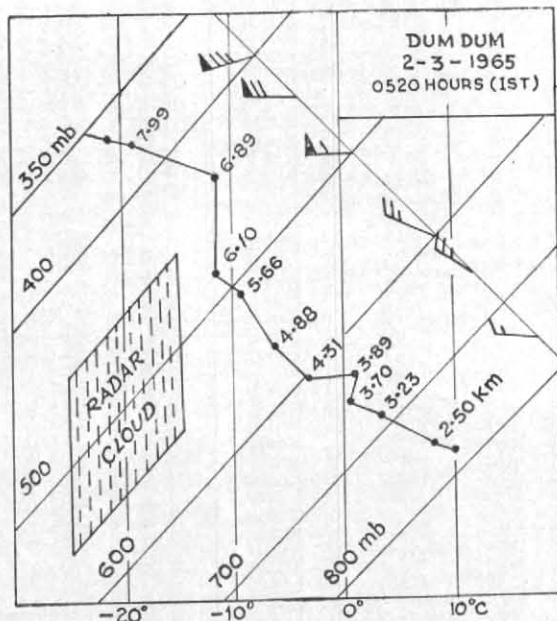 DUM DUM
2-3-1965
0520 HOURS (IST)
350 mb
7·99
6·89
400
6·10
5·66
4·88
4·31
3·89
3·70
3·23
2·50 Km
RADAR
CLOUD
500
600
700
800 mb
-20°
-10°
0°C
10°C